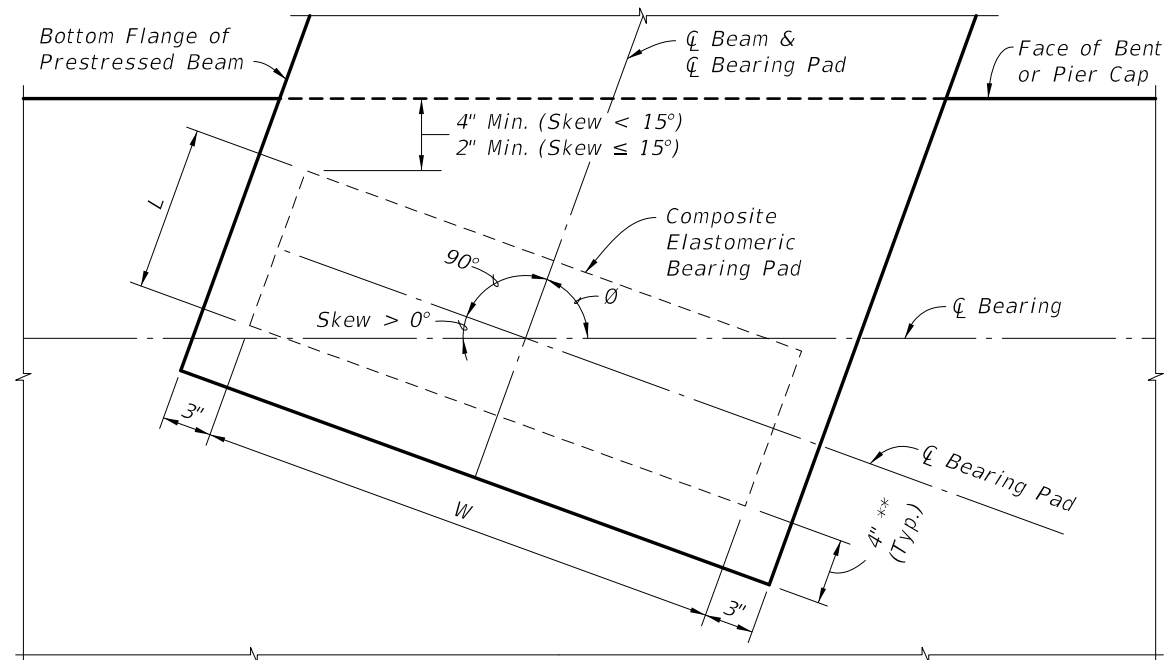 Bottom Flange of
Prestressed Beam
℄ Beam &
℄ Bearing Pad
Face of Bent
or Pier Cap
4" Min. (Skew < 15°)
2" Min. (Skew ≤ 15°)
L
Composite
Elastomeric
Bearing Pad
90°
Ø
Skew > 0°
℄ Bearing
3"
W
℄ Bearing Pad
4" **
(Typ.)
3"